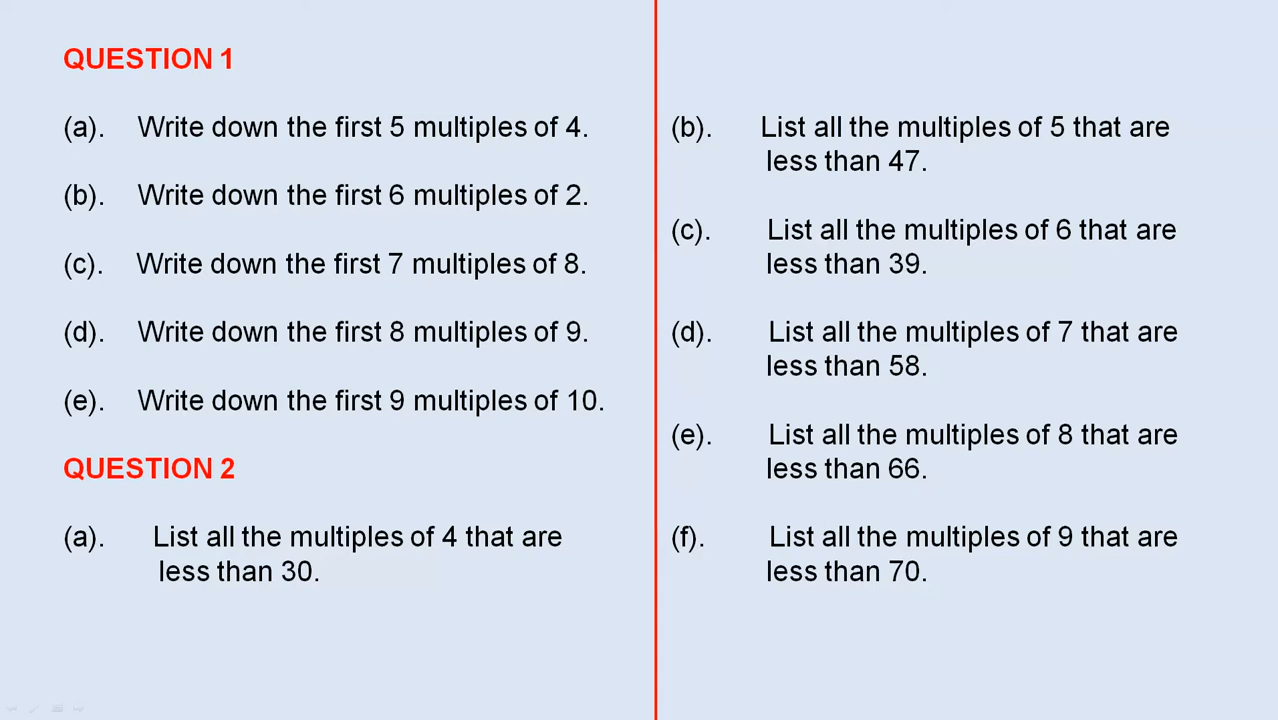 QUESTION 1
(a). Write down the first 5 multiples of 4.
(b). Write down the first 6 multiples of 2.
(c). Write down the first 7 multiples of 8.
(d). Write down the first 8 multiples of 9.
(e). Write down the first 9 multiples of 10.
QUESTION 2
(a). List all the multiples of 4 that are
less than 30.
(b). List all the multiples of 5 that are
less than 47.
(c). List all the multiples of 6 that are
less than 39.
(d). List all the multiples of 7 that are
less than 58.
(e). List all the multiples of 8 that are
less than 66.
(f). List all the multiples of 9 that are
less than 70.